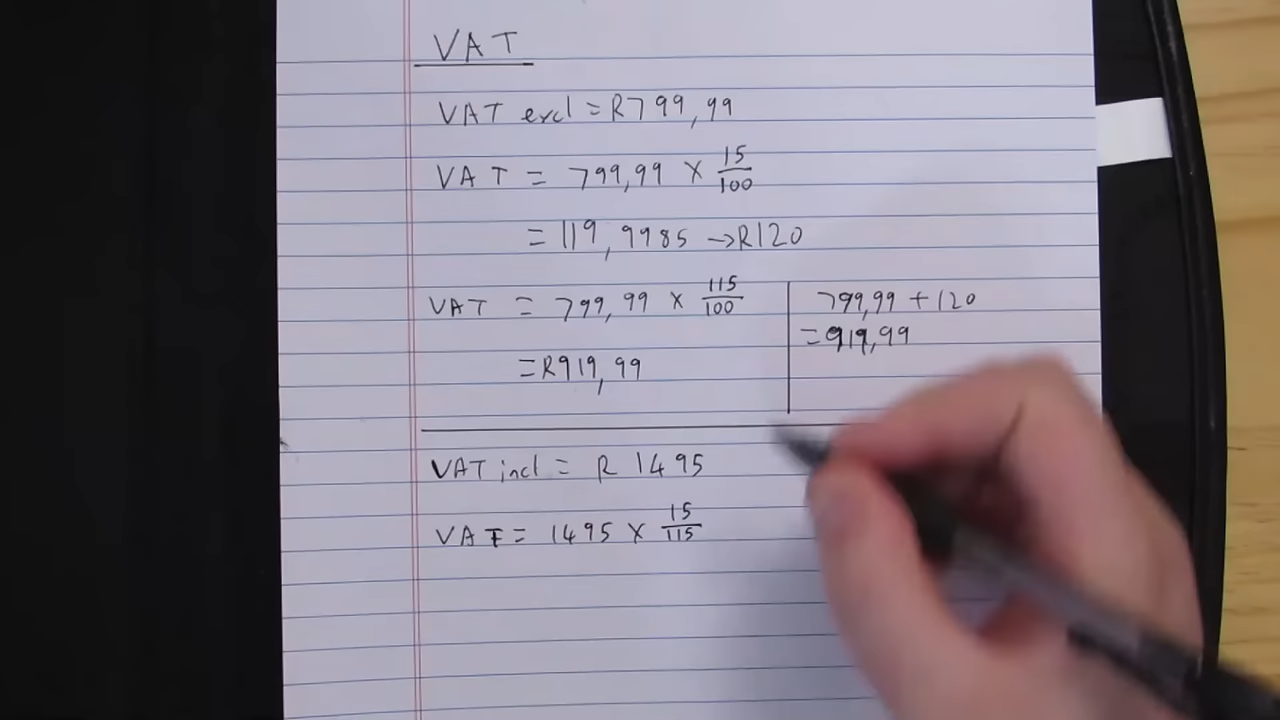 VAT
VAT excl = R799,99
VAT = 799,99 × 15/100
= 119,9985 →R120
VAT = 799,99 × 115/100
=R919,99
799,99 + 120
=919,99
VAT incl = R 1495
VAT = 1495 × 15/115